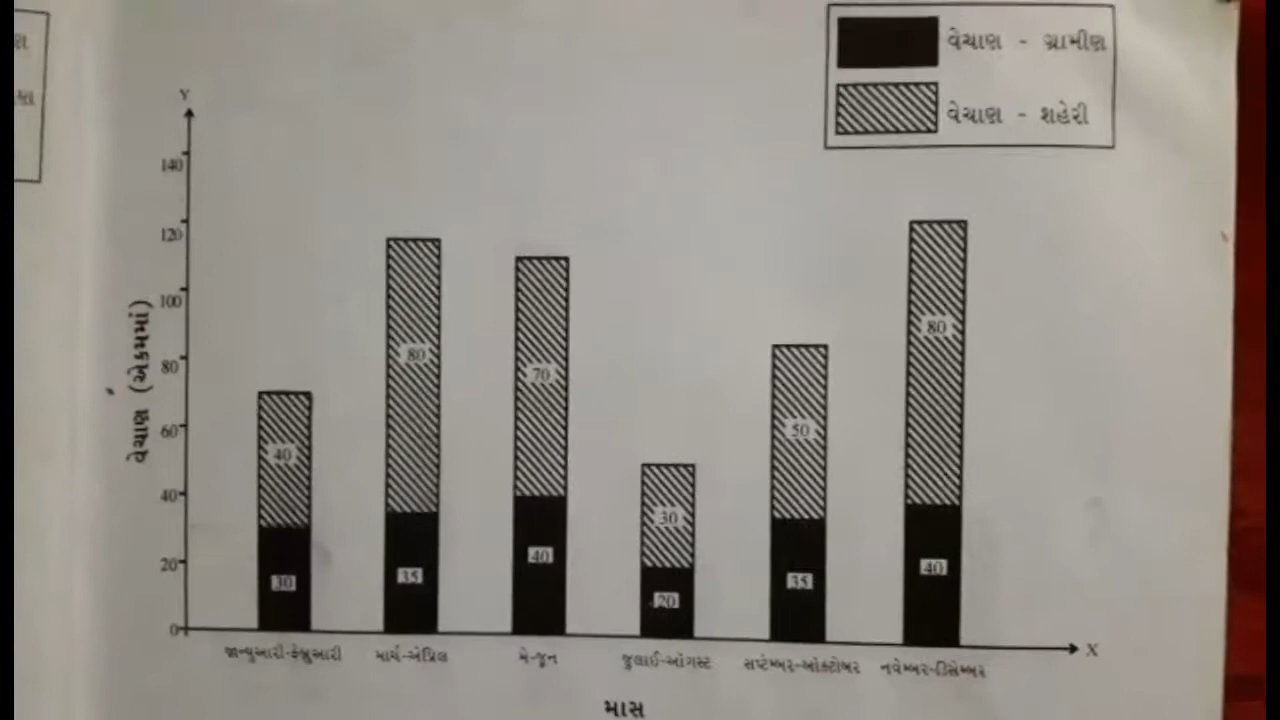 વેચાણ - ગ્રામીણ
વેચાણ - શહેરી
Y
140
120
100
80
60
40
20
0
વેચાણ (એકમમાં)
40
30
80
35
70
40
30
20
50
35
80
40
જાન્યુઆરી-ફેબ્રુઆરી
માર્ચ-એપ્રિલ
મે-જૂન
જુલાઈ-ઑગસ્ટ
સપ્ટેમ્બર-ઑક્ટોબર
નવેમ્બર-ડિસેમ્બર
X
માસ